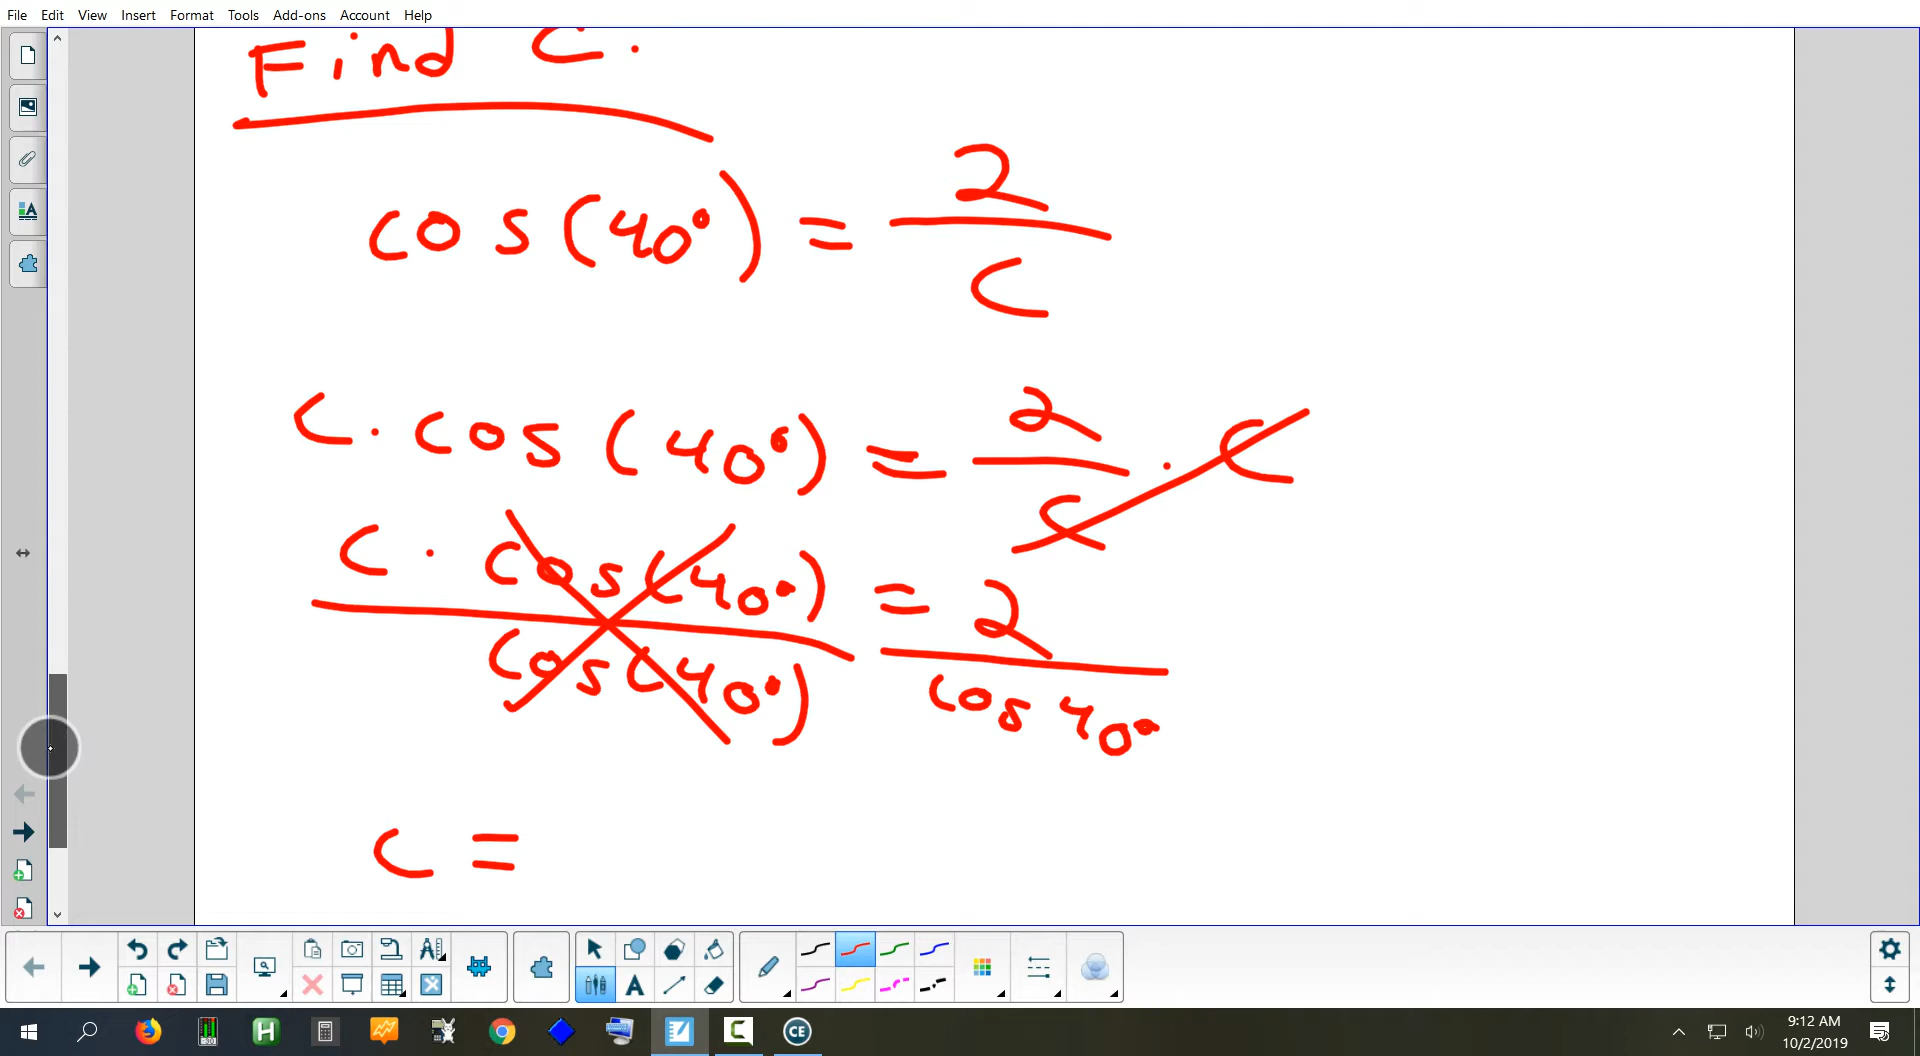 File Edit View Insert Format Tools Add-ons Account Help
Find C.
cos(40°) = 2/C
C · cos(40°) = 2/C · C
C · cos(40°)/cos(40°) = 2/cos 40°
C =
A
A
H
CE
9:12 AM
10/2/2019